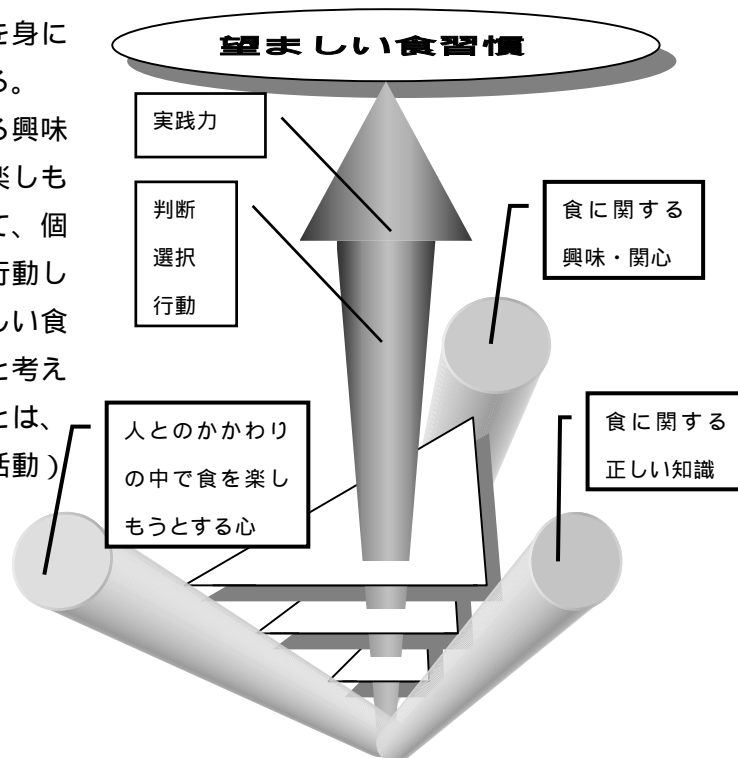 を身に
る。
る興味
楽しも
て、個
行動し
しい食
と考え
とは、
活動）
望ましい食習慣
実践力
判断
選択
行動
食に関する
興味・関心
人とのかかわり
の中で食を楽し
もうとする心
食に関する
正しい知識